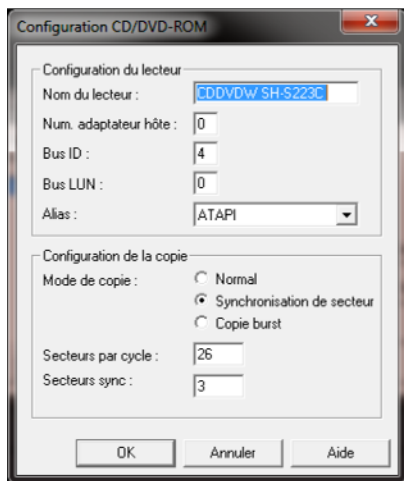 Configuration CD/DVD-ROM
Configuration du lecteur
Nom du lecteur : CDDVDW SH-S223C
Num. adaptateur hôte : 0
Bus ID : 4
Bus LUN : 0
Alias : ATAPI
Configuration de la copie
Mode de copie : Normal
Synchronisation de secteur
Copie burst
Secteurs par cycle : 26
Secteurs sync : 3
OK Annuler Aide